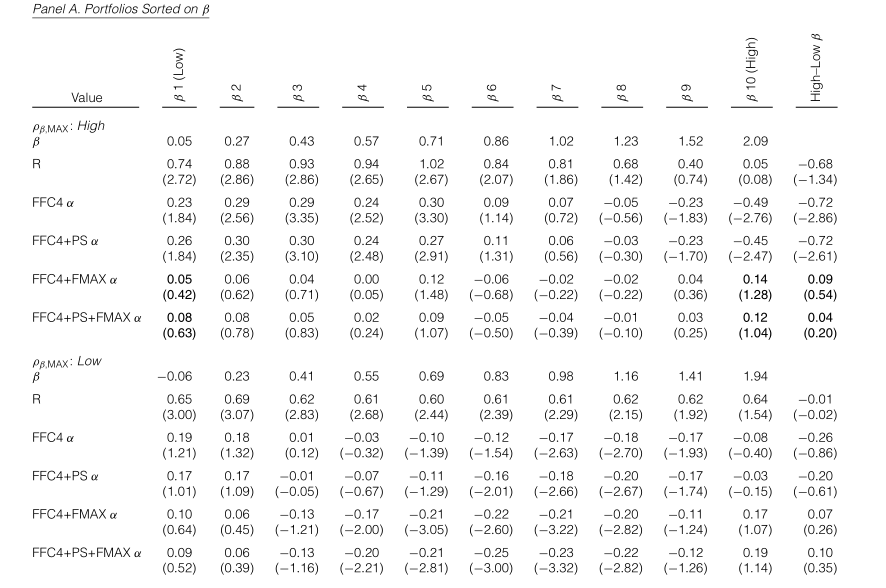 Panel A. Portfolios Sorted on β
Value β 1 (Low) β 2 β 3 β 4 β 5 β 6 β 7 β 8 β 9 β 10 (High) High–Low β
ρβ,MAX: High
β 0.05 0.27 0.43 0.57 0.71 0.86 1.02 1.23 1.52 2.09
R 0.74 0.88 0.93 0.94 1.02 0.84 0.81 0.68 0.40 0.05 −0.68
(2.72) (2.86) (2.86) (2.65) (2.67) (2.07) (1.86) (1.42) (0.74) (0.08) (−1.34)
FFC4 α 0.23 0.29 0.29 0.24 0.30 0.09 0.07 −0.05 −0.23 −0.49 −0.72
(1.84) (2.56) (3.35) (2.52) (3.30) (1.14) (0.72) (−0.56) (−1.83) (−2.76) (−2.86)
FFC4+PS α 0.26 0.30 0.30 0.24 0.27 0.11 0.06 −0.03 −0.23 −0.45 −0.72
(1.84) (2.35) (3.10) (2.48) (2.91) (1.31) (0.56) (−0.30) (−1.70) (−2.47) (−2.61)
FFC4+FMAX α 0.05 0.06 0.04 0.00 0.12 −0.06 −0.02 −0.02 0.04 0.14 0.09
(0.42) (0.62) (0.71) (0.05) (1.48) (−0.68) (−0.22) (−0.22) (0.36) (1.28) (0.54)
FFC4+PS+FMAX α 0.08 0.08 0.05 0.02 0.09 −0.05 −0.04 −0.01 0.03 0.12 0.04
(0.63) (0.78) (0.83) (0.24) (1.07) (−0.50) (−0.39) (−0.10) (0.25) (1.04) (0.20)
ρβ,MAX: Low
β −0.06 0.23 0.41 0.55 0.69 0.83 0.98 1.16 1.41 1.94
R 0.65 0.69 0.62 0.61 0.60 0.61 0.61 0.62 0.62 0.64 −0.01
(3.00) (3.07) (2.83) (2.68) (2.44) (2.39) (2.29) (2.15) (1.92) (1.54) (−0.02)
FFC4 α 0.19 0.18 0.01 −0.03 −0.10 −0.12 −0.17 −0.18 −0.17 −0.08 −0.26
(1.21) (1.32) (0.12) (−0.32) (−1.39) (−1.54) (−2.63) (−2.70) (−1.93) (−0.40) (−0.86)
FFC4+PS α 0.17 0.17 −0.01 −0.07 −0.11 −0.16 −0.18 −0.20 −0.17 −0.03 −0.20
(1.01) (1.09) (−0.05) (−0.67) (−1.29) (−2.01) (−2.66) (−2.67) (−1.74) (−0.15) (−0.61)
FFC4+FMAX α 0.10 0.06 −0.13 −0.17 −0.21 −0.22 −0.21 −0.20 −0.11 0.17 0.07
(0.64) (0.45) (−1.21) (−2.00) (−3.05) (−2.60) (−3.22) (−2.82) (−1.24) (1.07) (0.26)
FFC4+PS+FMAX α 0.09 0.06 −0.13 −0.20 −0.21 −0.25 −0.23 −0.22 −0.12 0.19 0.10
(0.52) (0.39) (−1.16) (−2.21) (−2.81) (−3.00) (−3.32) (−2.82) (−1.26) (1.14) (0.35)